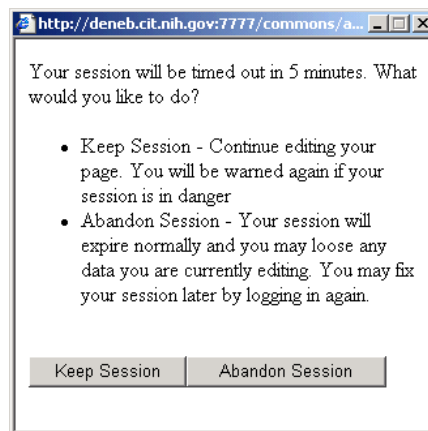 http://deneb.cit.nih.gov:7777/commons/a...
Your session will be timed out in 5 minutes. What
would you like to do?
• Keep Session - Continue editing your
page. You will be warned again if your
session is in danger
• Abandon Session - Your session will
expire normally and you may loose any
data you are currently editing. You may fix
your session later by logging in again.
Keep Session Abandon Session